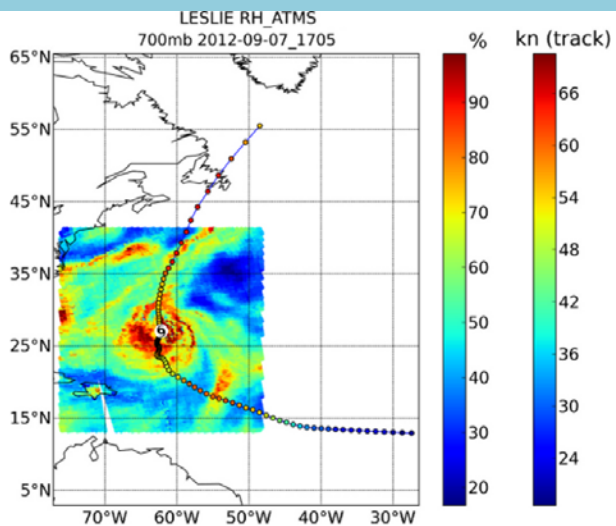 LESLIE RH_ATMS
700mb 2012-09-07_1705
% kn (track)
65°N
55°N
45°N
35°N
25°N
15°N
5°N
70°W 60°W 50°W 40°W 30°W
90
80
70
60
50
40
30
20
66
60
54
48
42
36
30
24